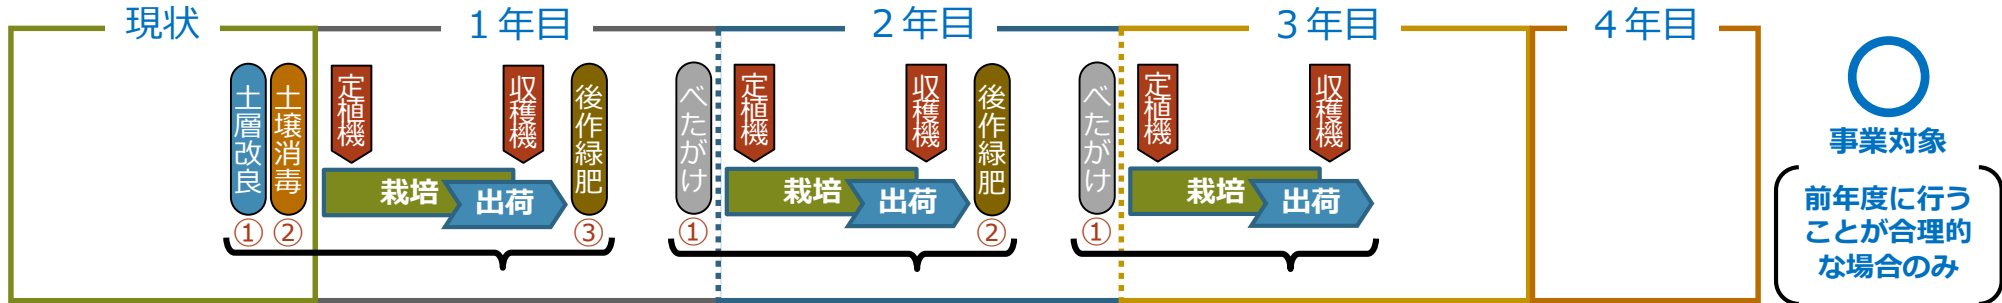 現状
１年目
２年目
３年目
４年目
土層改良
土壌消毒
定植機
収穫機
後作緑肥
べたがけ
定植機
収穫機
後作緑肥
べたがけ
定植機
収穫機
栽培
出荷
栽培
出荷
栽培
出荷
①
②
③
①
②
①
事業対象
前年度に行う
ことが合理的
な場合のみ